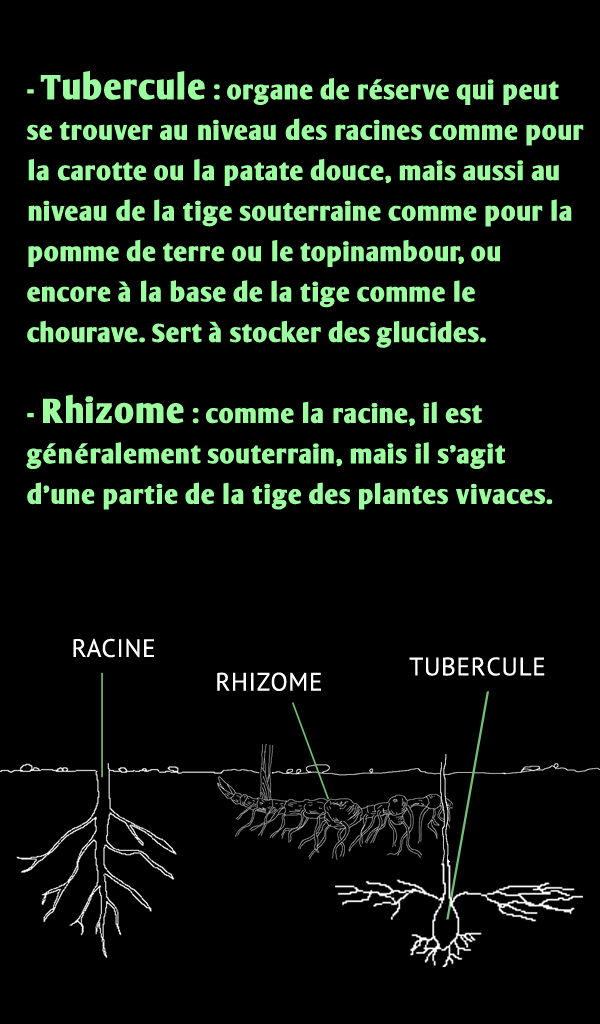 - Tubercule : organe de réserve qui peut
se trouver au niveau des racines comme pour
la carotte ou la patate douce, mais aussi au
niveau de la tige souterraine comme pour la
pomme de terre ou le topinambour, ou
encore à la base de la tige comme le
chourave. Sert à stocker des glucides.
- Rhizome : comme la racine, il est
généralement souterrain, mais il s’agit
d’une partie de la tige des plantes vivaces.
RACINE
RHIZOME
TUBERCULE